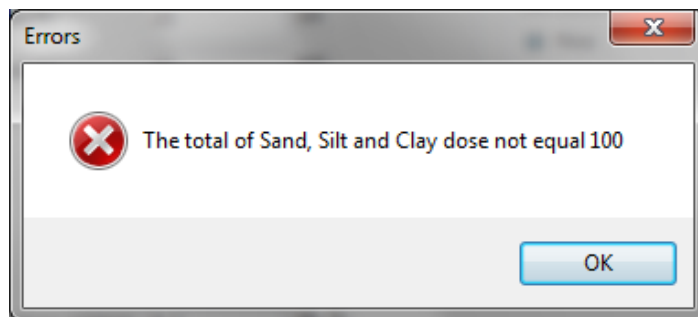 Errors
The total of Sand, Silt and Clay dose not equal 100
OK